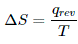 ΔS = q_rev / T